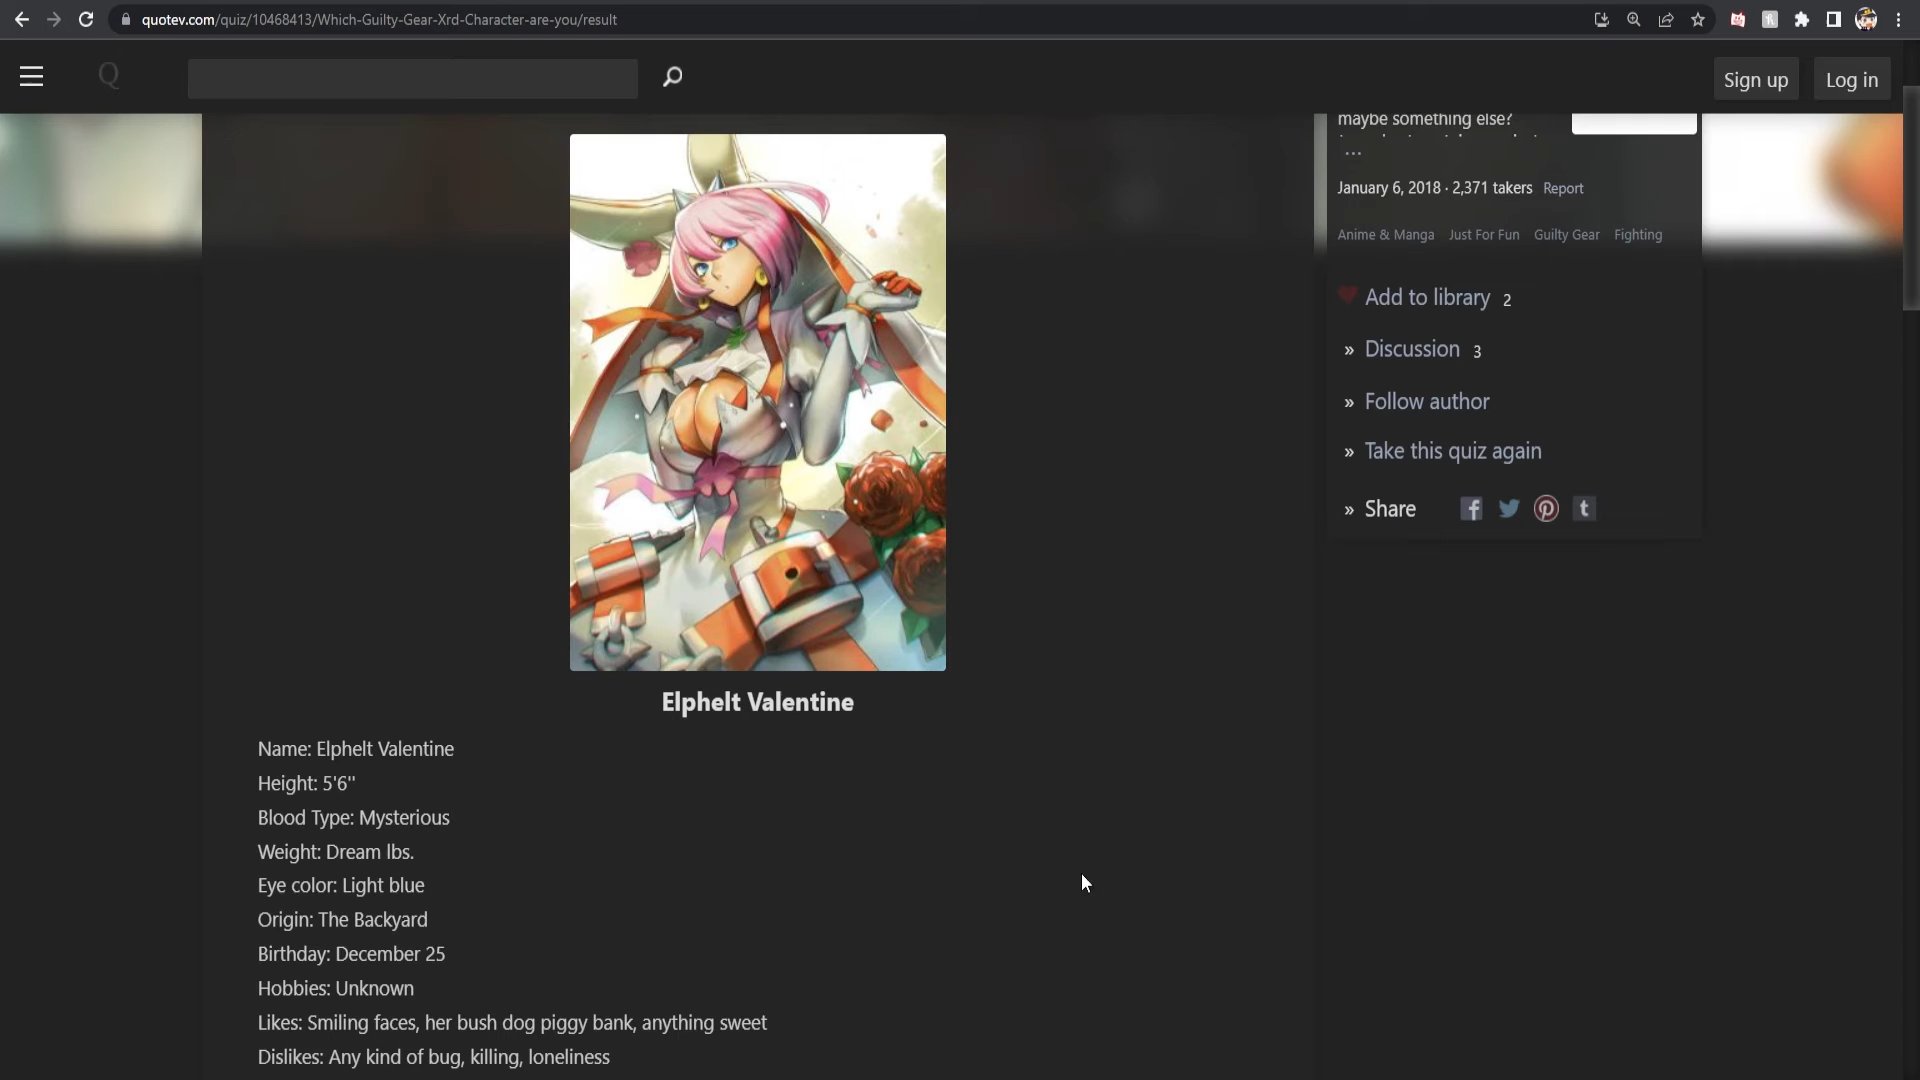 quotev.com/quiz/10468413/Which-Guilty-Gear-Xrd-Character-are-you/result
Q
Sign up
Log in
maybe something else?
...
January 6, 2018 · 2,371 takers Report
Anime & Manga Just For Fun Guilty Gear Fighting
Add to library 2
» Discussion 3
» Follow author
» Take this quiz again
» Share
Elphelt Valentine
Name: Elphelt Valentine
Height: 5'6''
Blood Type: Mysterious
Weight: Dream lbs.
Eye color: Light blue
Origin: The Backyard
Birthday: December 25
Hobbies: Unknown
Likes: Smiling faces, her bush dog piggy bank, anything sweet
Dislikes: Any kind of bug, killing, loneliness